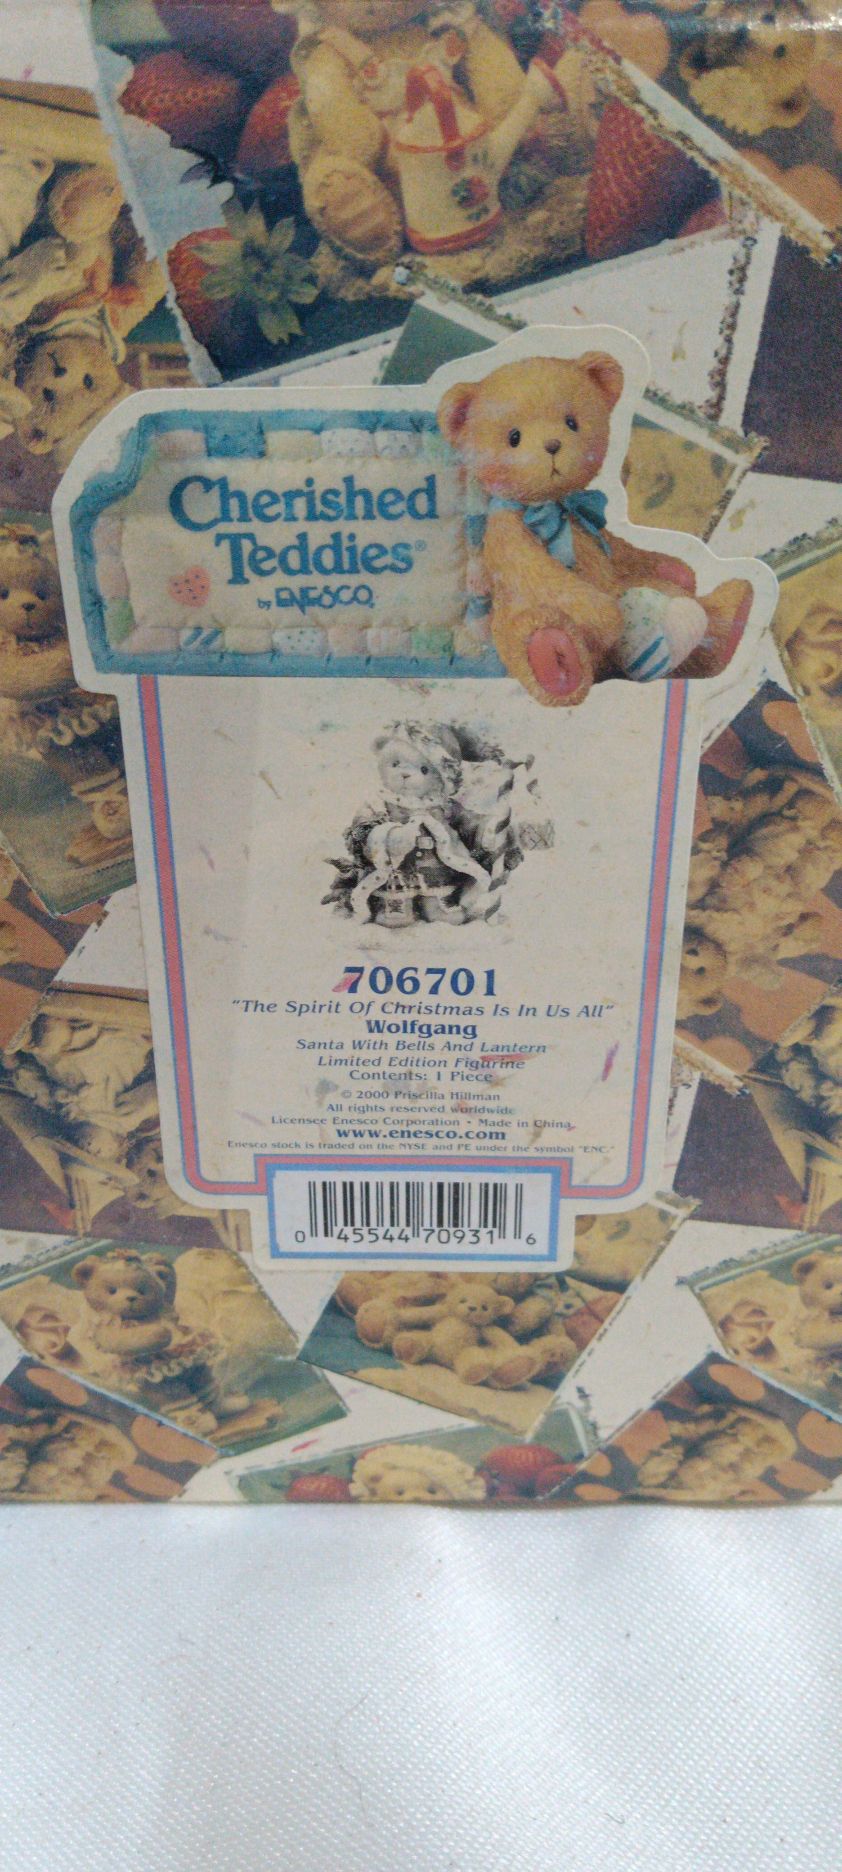 Cherished
Teddies®
by ENESCO®
706701
"The Spirit Of Christmas Is In Us All"
Wolfgang
Santa With Bells And Lantern
Limited Edition Figurine
Contents: 1 Piece
© 2000 Priscilla Hillman
All rights reserved worldwide
Licensee Enesco Corporation • Made in China.
www.enesco.com
Enesco stock is traded on the NYSE and PE under the symbol "ENC."
0 45544 70931 6